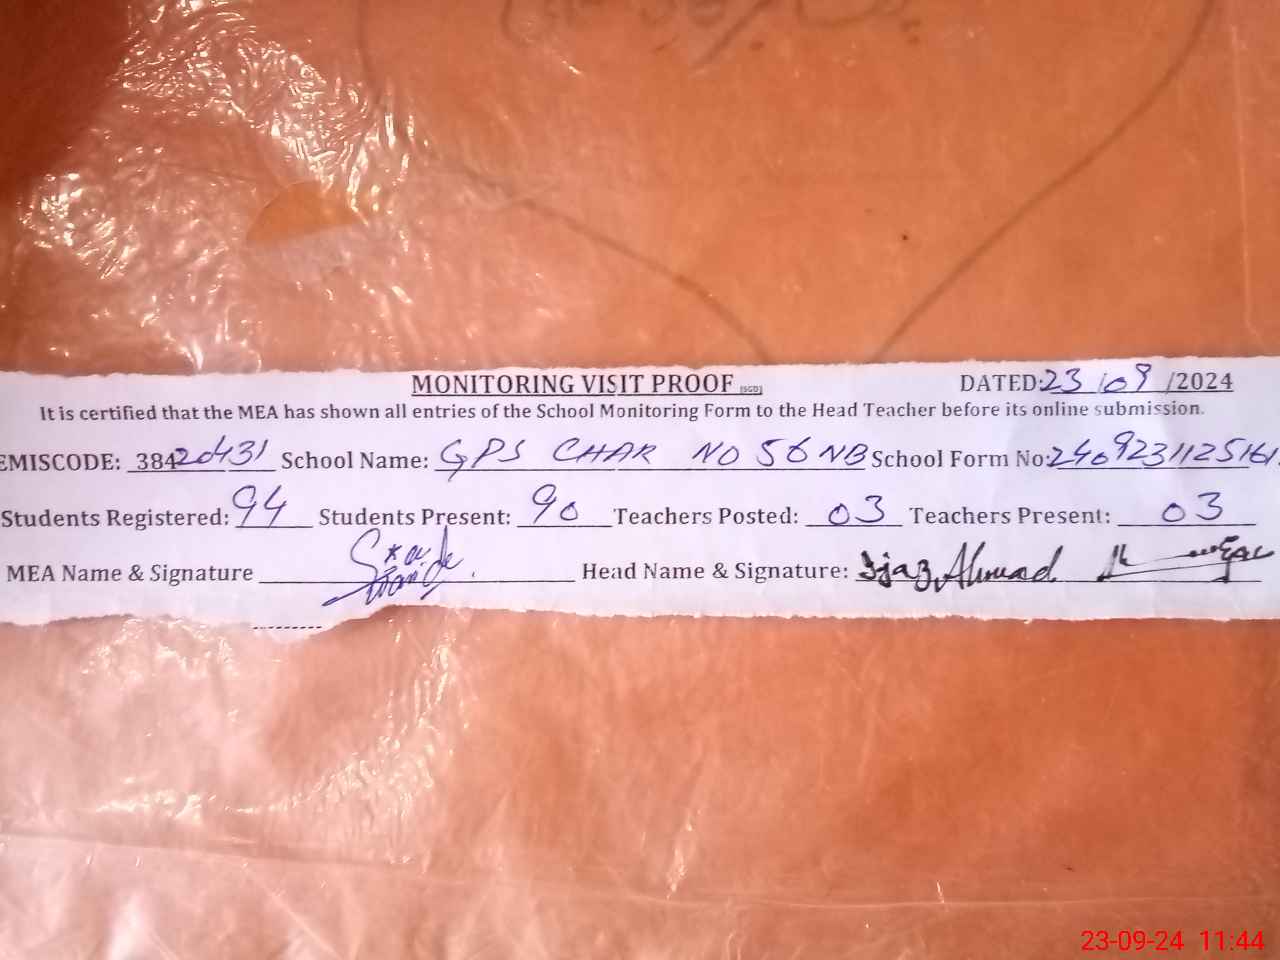 MONITORING VISIT PROOF [SGD] DATED: 23/09/2024
It is certified that the MEA has shown all entries of the School Monitoring Form to the Head Teacher before its online submission.
EMISCODE: 38420431 School Name: GPS CHAK NO 56 NB School Form No: 240923112516
Students Registered: 94 Students Present: 90 Teachers Posted: 03 Teachers Present: 03
MEA Name & Signature Head Name & Signature: Ijaz Ahmad
23-09-24 11:44